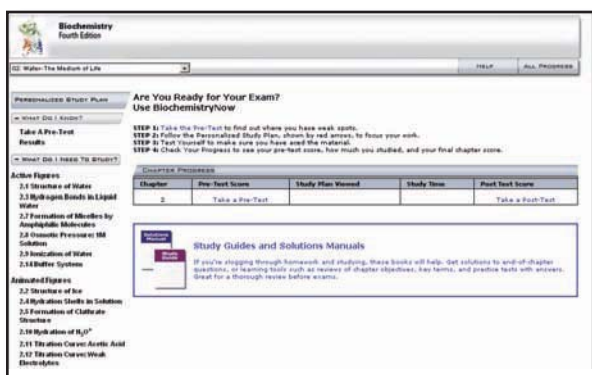 Biochemistry
Fourth Edition
02: Water-The Medium of Life
HELP
ALL PROGRESS
PERSONALIZED STUDY PLAN
WHAT DO I KNOW?
Take A Pre-Test
Results
WHAT DO I NEED TO STUDY?
Active Figures
2.1 Structure of Water
2.3 Hydrogen Bonds in Liquid
Water
2.7 Formation of Micelles by
Amphiphilic Molecules
2.8 Osmotic Pressure: 1M
Solution
2.9 Ionization of Water
2.14 Buffer System
Animated Figures
2.2 Structure of Ice
2.4 Hydration Shells in Solution
2.5 Formation of Clathrate
Structure
2.10 Hydration of H₃O⁺
2.11 Titration Curve: Acetic Acid
2.12 Titration Curve: Weak
Electrolytes
Are You Ready for Your Exam?
Use BiochemistryNow
STEP 1: Take the Pre-Test to find out where you have weak spots.
STEP 2: Follow the Personalized Study Plan, shown by red arrows, to focus your work.
STEP 3: Test Yourself to make sure you have aced the material.
STEP 4: Check Your Progress to see your pre-test score, how much you studied, and your final chapter score.
CHAPTER PROGRESS
Chapter Pre-Test Score Study Plan Viewed Study Time Post Test Score
2 Take a Pre-Test Take a Post-Test
Solutions
Manual
Study
Guide
Study Guides and Solutions Manuals
If you're slogging through homework and studying, these books will help. Get solutions to end-of-chapter
questions, or learning tools such as reviews of chapter objectives, key terms, and practice tests with answers.
Great for a thorough review before exams.